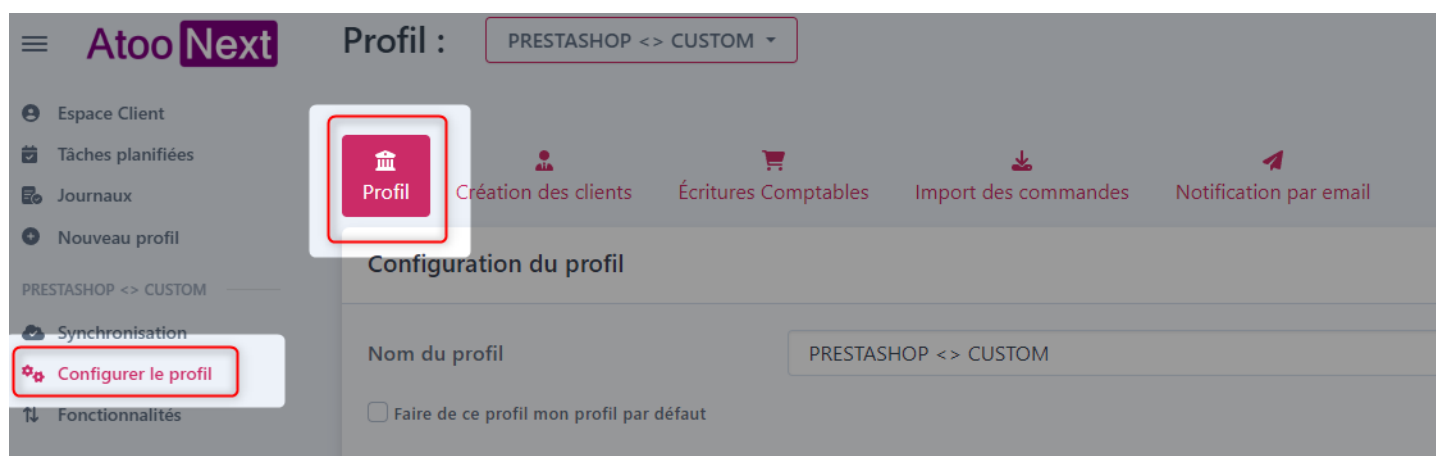 Atoo Next
Profil :
PRESTASHOP <> CUSTOM
Espace Client
Tâches planifiées
Journaux
Nouveau profil
PRESTASHOP <> CUSTOM
Synchronisation
Configurer le profil
Fonctionnalités
Profil
Création des clients
Écritures Comptables
Import des commandes
Notification par email
Configuration du profil
Nom du profil
PRESTASHOP <> CUSTOM
Faire de ce profil mon profil par défaut